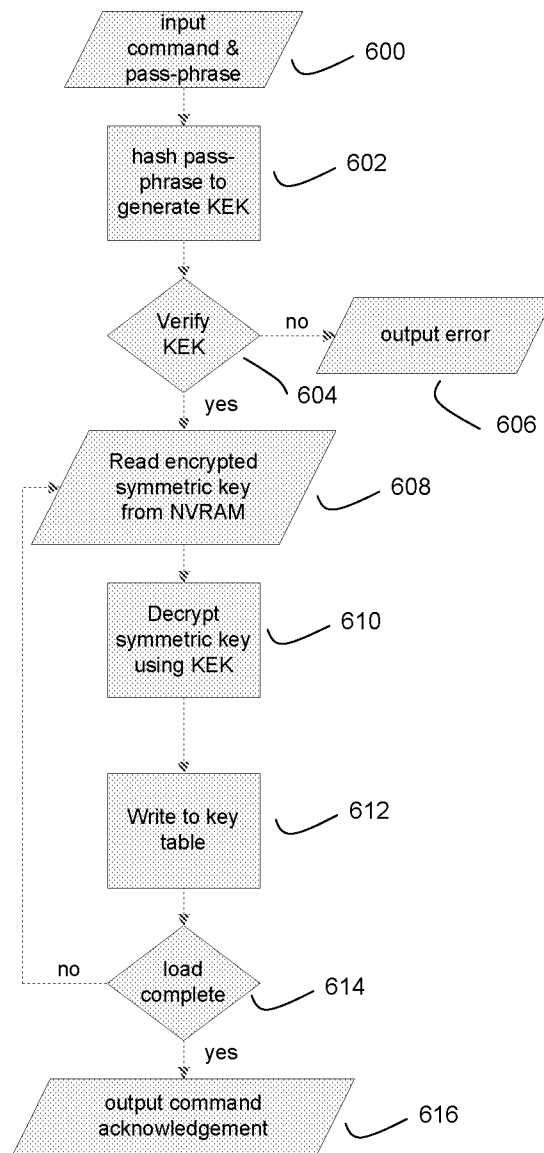 input
command &
pass-phrase
600
hash pass-
phrase to
generate KEK
602
Verify
KEK
604
no
output error
606
yes
Read encrypted
symmetric key
from NVRAM
608
Decrypt
symmetric key
using KEK
610
Write to key
table
612
load
complete
614
no
yes
output command
acknowledgement
616